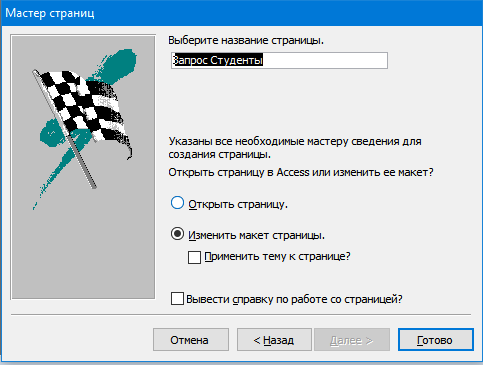 Мастер страниц
Выберите название страницы.
Запрос Студенты
Указаны все необходимые мастеру сведения для
создания страницы.
Открыть страницу в Access или изменить ее макет?
Открыть страницу.
Изменить макет страницы.
Применить тему к странице?
Вывести справку по работе со страницей?
Отмена
< Назад
Далее >
Готово